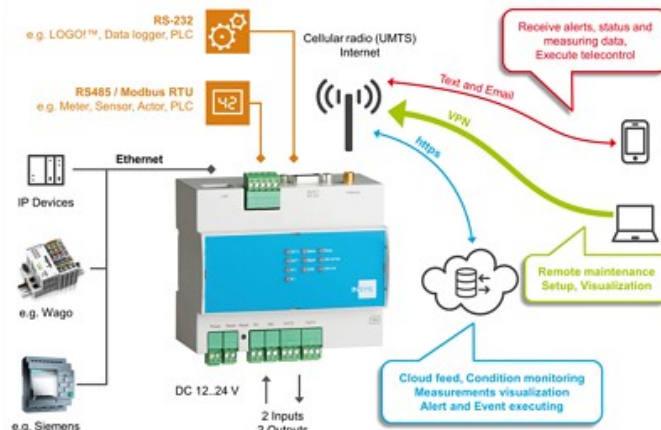 RS-232
e.g. LOGO!™, Data logger, PLC
Cellular radio (UMTS)
Internet
Receive alerts, status and
measuring data,
Execute telecontrol
RS485 / Modbus RTU
e.g. Meter, Sensor, Actor, PLC
42
Text and Email
VPN
https
Ethernet
IP Devices
e.g. Wago
INSYS
Remote maintenance
Setup, Visualization
DC 12..24 V
2 Inputs
2 Outputs
Cloud feed, Condition monitoring
Measurements visualization
Alert and Event executing
e.g. Siemens